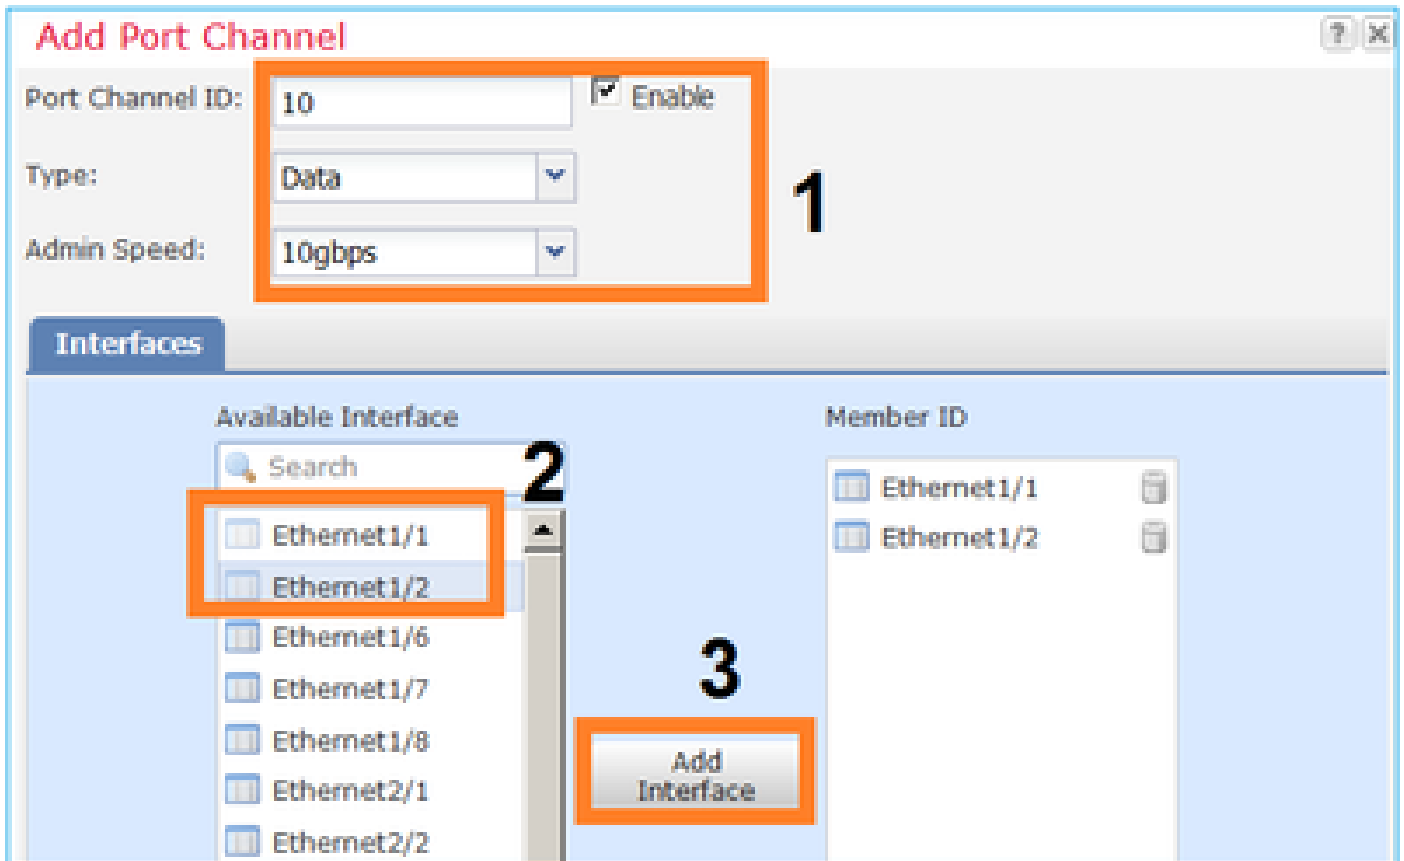 Add Port Channel
? X
Port Channel ID: 10 Enable
Type: Data
1
Admin Speed: 10gbps
Interfaces
Available Interface
Member ID
Search
2
Ethernet1/1
Ethernet1/2
Ethernet1/6
Ethernet1/7
Ethernet1/8
Ethernet2/1
Ethernet2/2
3
Add
Interface
Ethernet1/1
Ethernet1/2